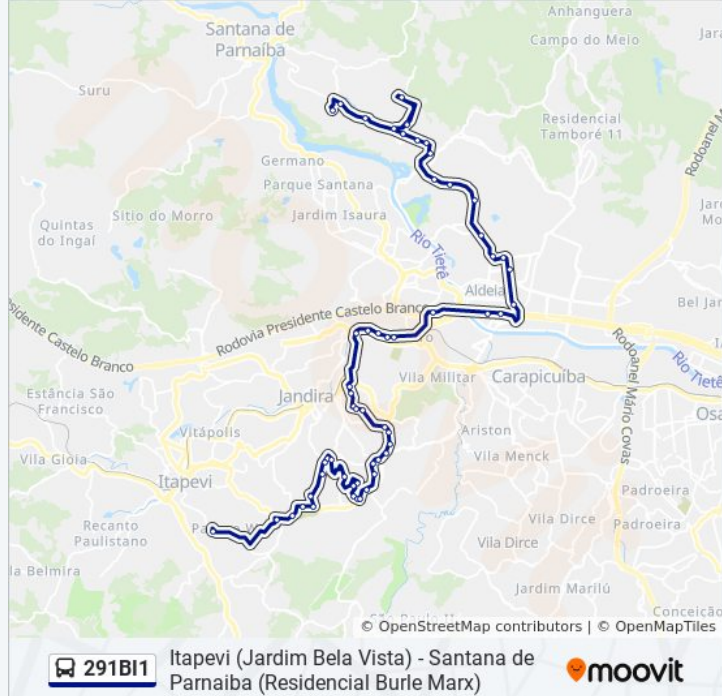 Anhanguera
Santana de
Parnaíba
Campo do Meio
Suru
Residencial
Tamboré 11
Germano
Parque Santana
Sitio do Morro
Jardim Isaura
Quintas
do Ingaí
Rio Tietê
Aldeia
Bel Jar
Rodovia Presidente Castelo Branco
esidente Castelo Branco
Rodoanel Mário Covas
Rio Tietê
Vila Militar
Carapicuíba
Estância São
Francisco
Jandira
Osa
Vitápolis
Ariston
Vila Gioia
Vila Menck
Itapevi
Padroeira
Recanto
Paulistano
Vila Dirce
Padroeira
Vila Dirce
la Belmira
Jardim Marilú
Conceição
© OpenStreetMap contributors | © OpenMapTiles
291BI1
Itapevi (Jardim Bela Vista) - Santana de
Parnaiba (Residencial Burle Marx)
moovit